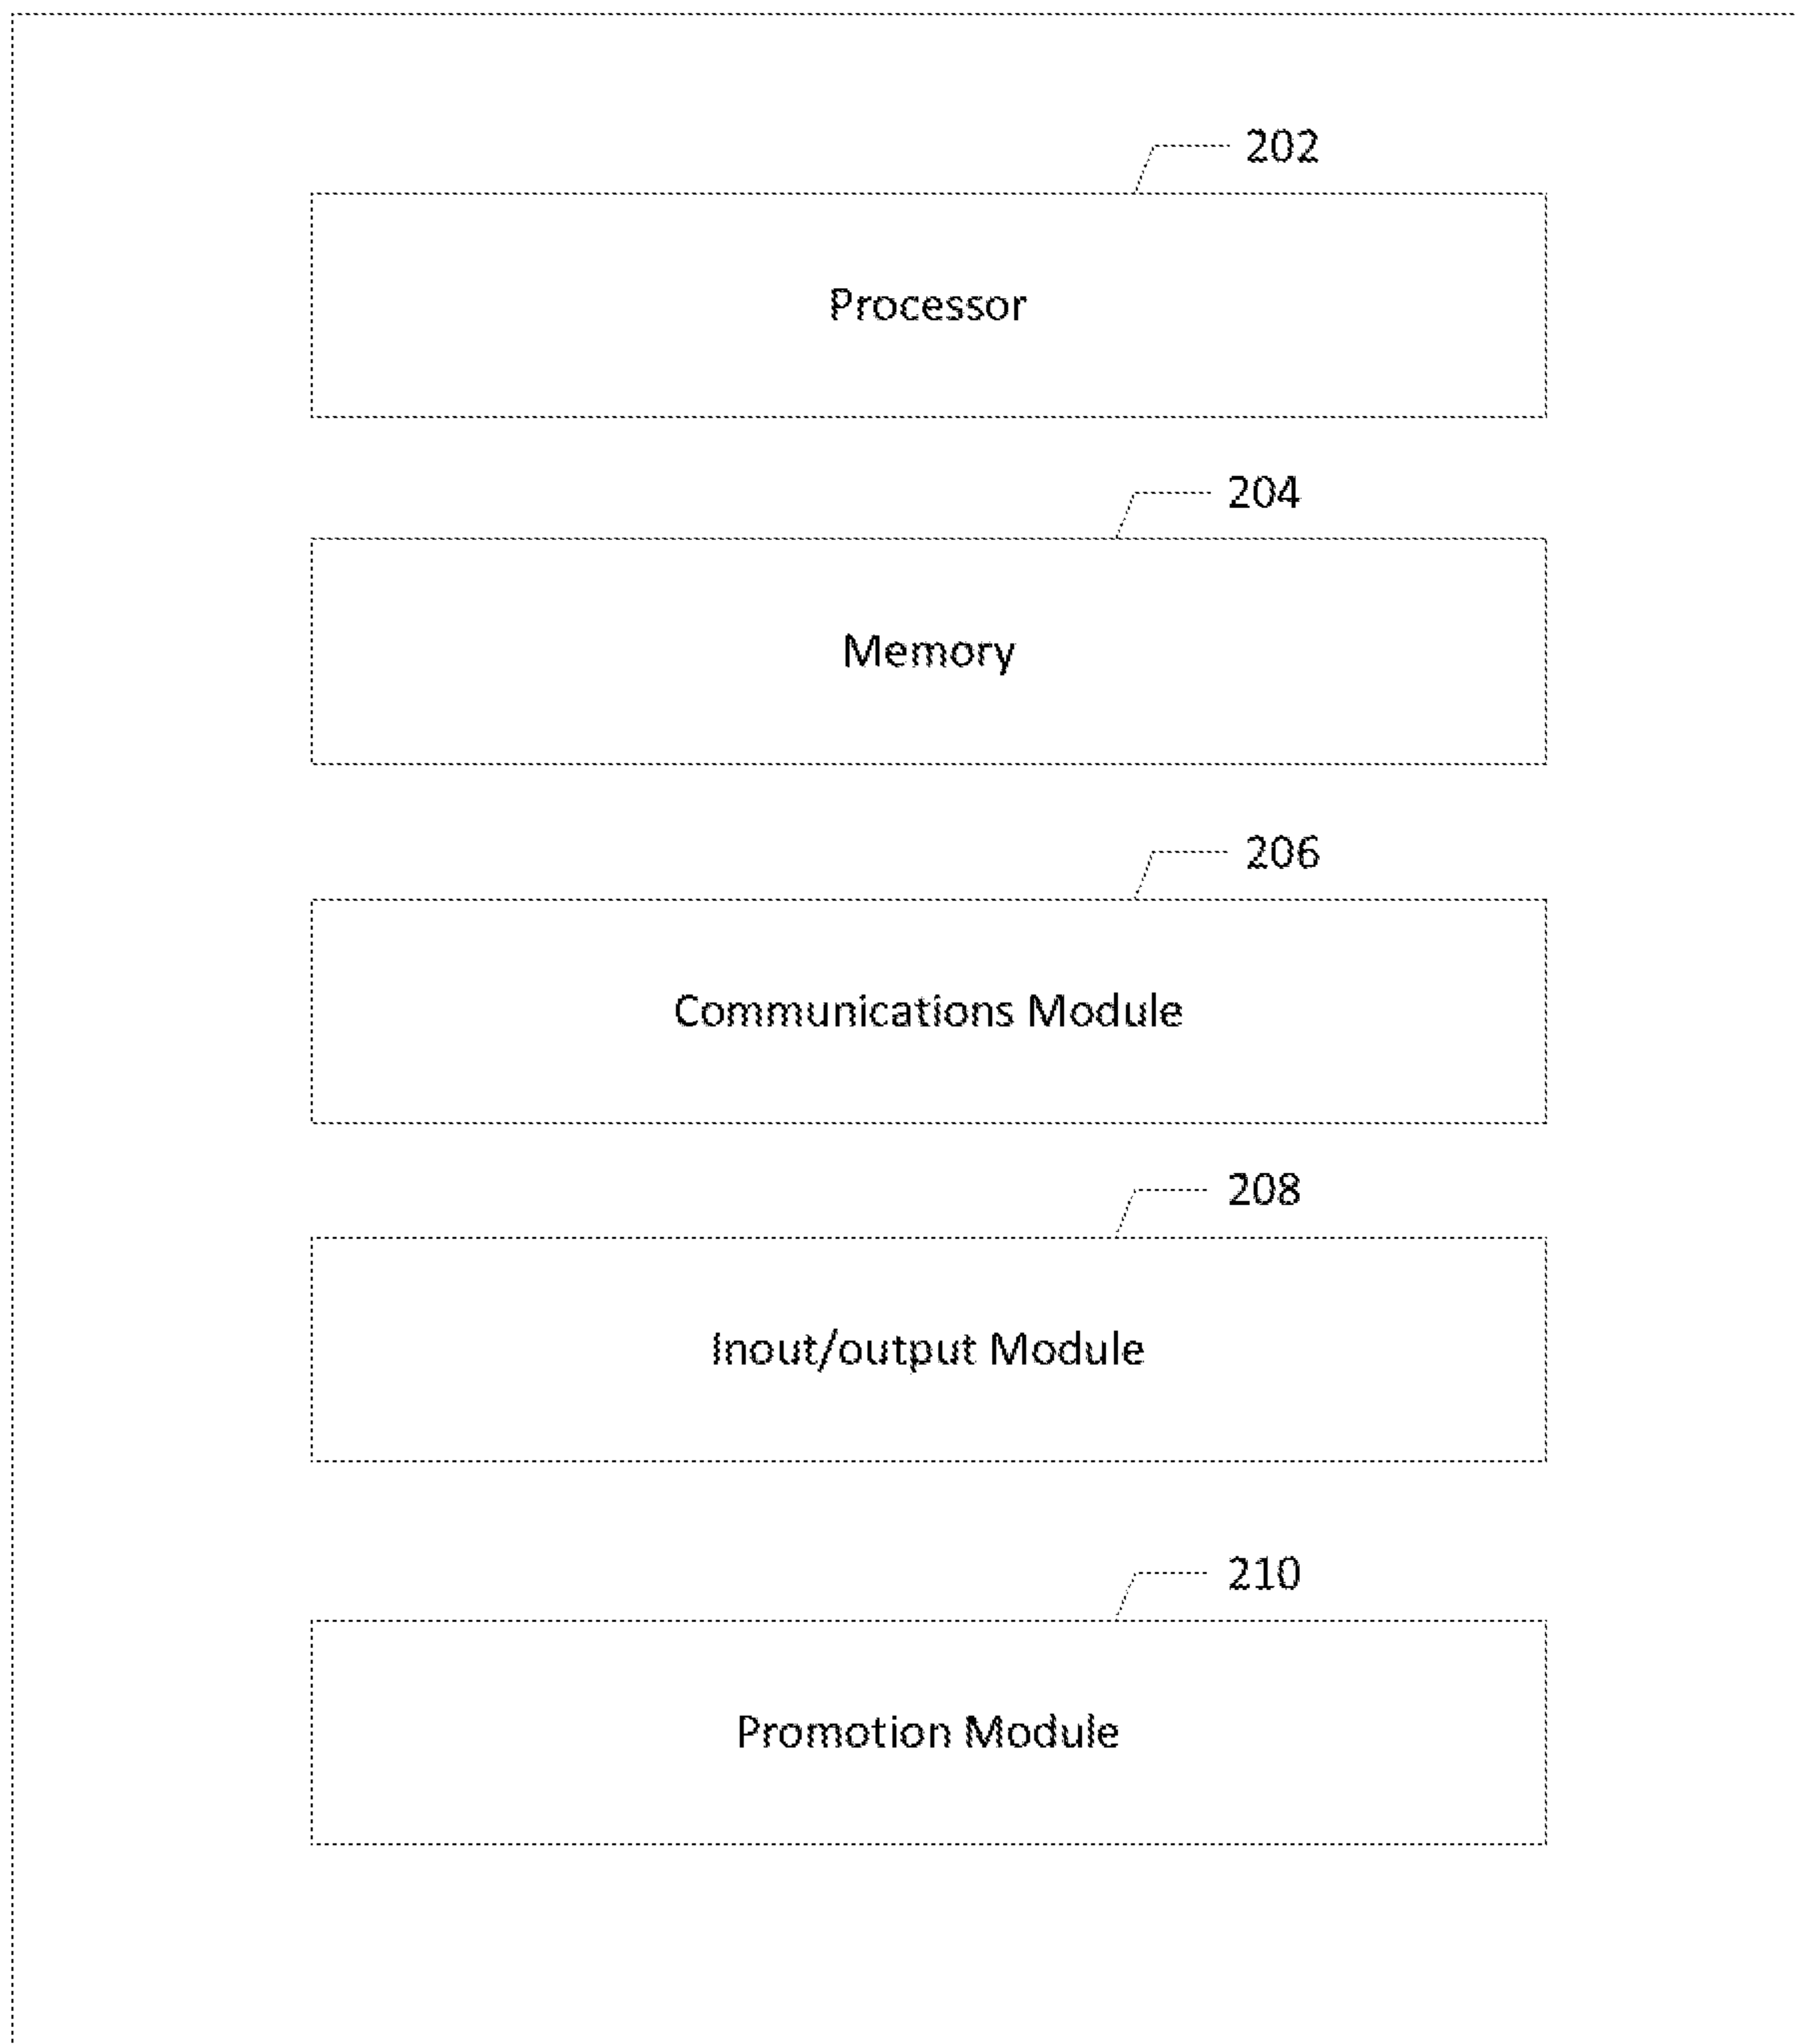 202
Processor
204
Memory
206
Communications Module
208
Inout/output Module
210
Promotion Module